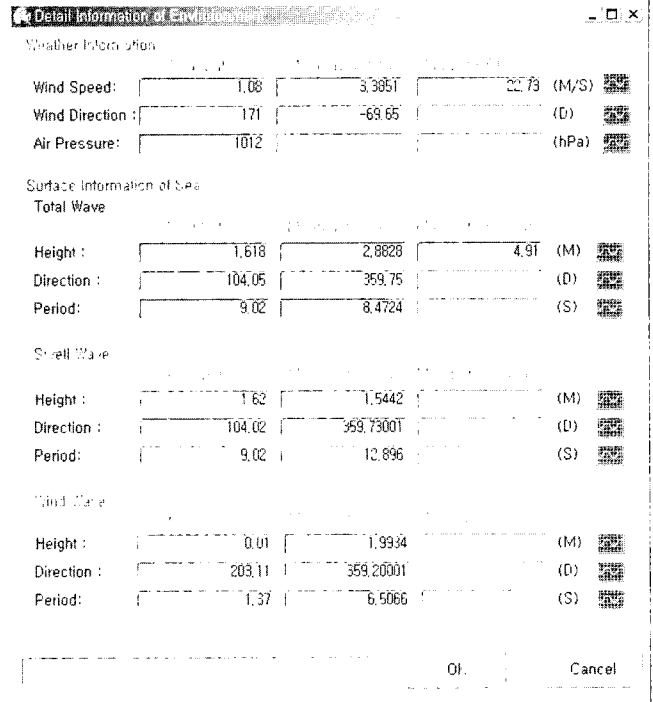 Detail Information of Environment
Weather Information
Wind Speed: 1,08 3,3851 22,73 (M/S)
Wind Direction : 171 -69,65 (D)
Air Pressure: 1012 (hPa)
Surface Information of Sea
Total Wave
Height : 1,618 2,8828 4,91 (M)
Direction : 104,05 359,75 (D)
Period: 9,02 8,4724 (S)
Swell Wave
Height : 1,62 1,5442 (M)
Direction : 104,02 359,73001 (D)
Period: 9,02 12,896 (S)
Wind Wave
Height : 0,01 1,9934 (M)
Direction : 203,11 359,20001 (D)
Period: 1,37 6,5066 (S)
OK Cancel